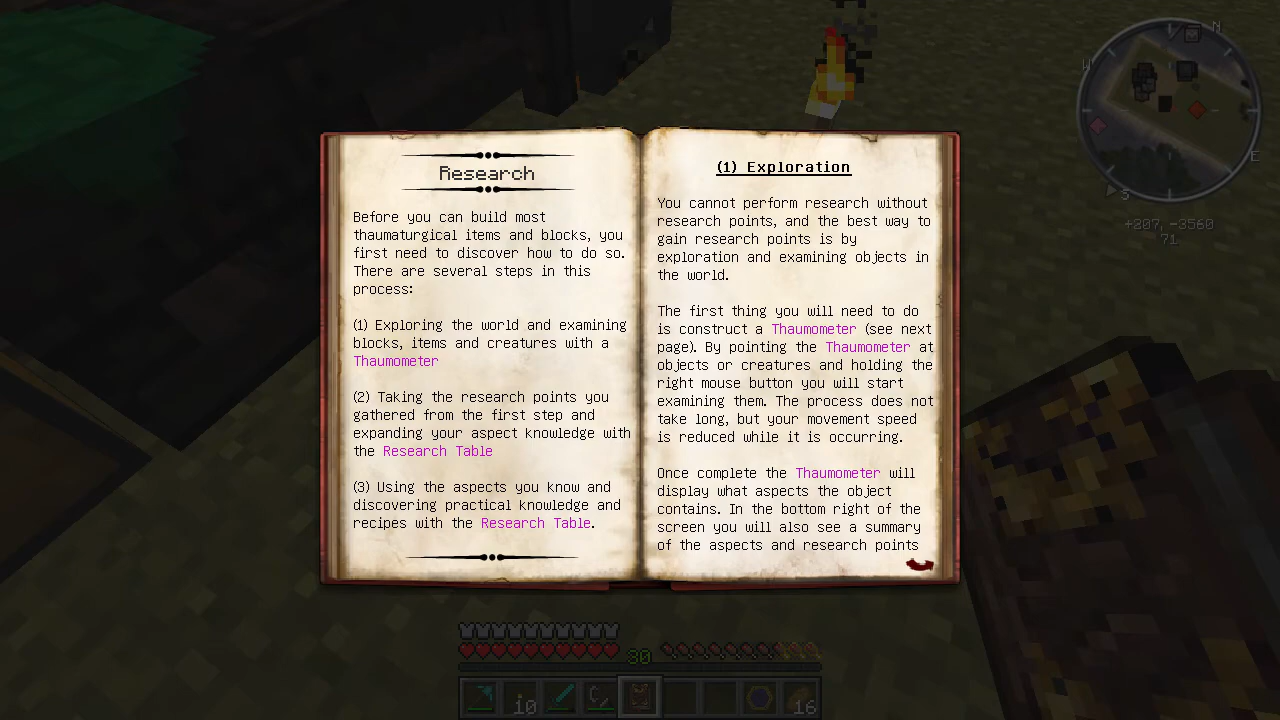 Research
Before you can build most
thaumaturgical items and blocks, you
first need to discover how to do so.
There are several steps in this
process:
(1) Exploring the world and examining
blocks, items and creatures with a
Thaumometer
(2) Taking the research points you
gathered from the first step and
expanding your aspect knowledge with
the Research Table
(3) Using the aspects you know and
discovering practical knowledge and
recipes with the Research Table.
(1) Exploration
You cannot perform research without
research points, and the best way to
gain research points is by
exploration and examining objects in
the world.
The first thing you will need to do
is construct a Thaumometer (see next
page). By pointing the Thaumometer at
objects or creatures and holding the
right mouse button you will start
examining them. The process does not
take long, but your movement speed
is reduced while it is occurring.
Once complete the Thaumometer will
display what aspects the object
contains. In the bottom right of the
screen you will also see a summary
of the aspects and research points
N
W
E
S
+207, -3560
71
30
10
16